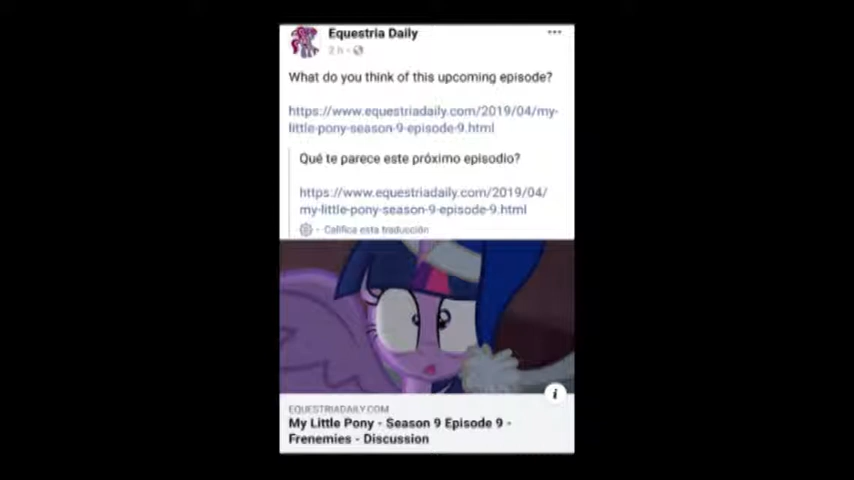 Equestria Daily
2 h
What do you think of this upcoming episode?
https://www.equestriadaily.com/2019/04/my-
little-pony-season-9-episode-9.html
Qué te parece este próximo episodio?
https://www.equestriadaily.com/2019/04/
my-little-pony-season-9-episode-9.html
· Califica esta traducción
i
EQUESTRIADAILY.COM
My Little Pony - Season 9 Episode 9 -
Frenemies - Discussion